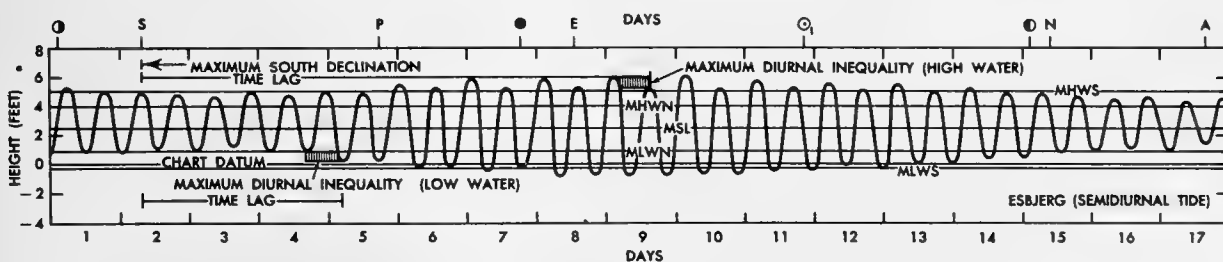 S P E DAYS ☉₁ N A
8
6
4
2
0
−2
−4
HEIGHT (FEET)
MAXIMUM SOUTH DECLINATION
TIME LAG
MAXIMUM DIURNAL INEQUALITY (HIGH WATER)
MHWS
MHWN
MSL
MLWN
CHART DATUM
MLWS
MAXIMUM DIURNAL INEQUALITY (LOW WATER)
TIME LAG
ESBJERG (SEMIDIURNAL TIDE)
1 2 3 4 5 6 7 8 9 10 11 12 13 14 15 16 17
DAYS